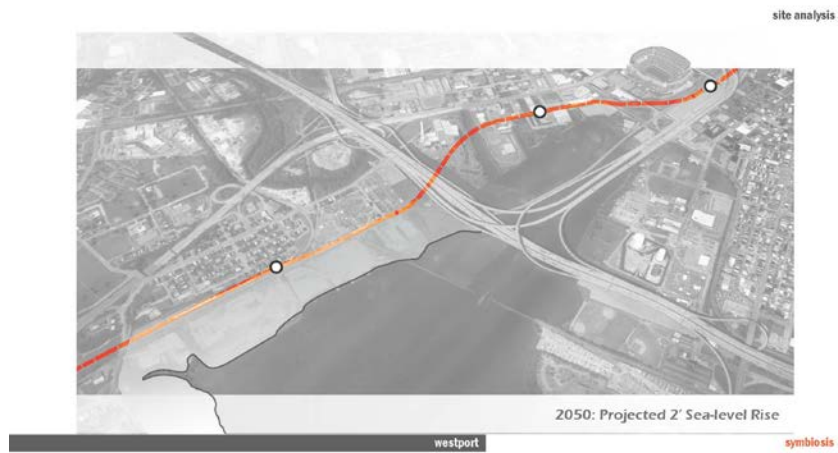 site analysis
2050: Projected 2' Sea-level Rise
westport
symbiosis